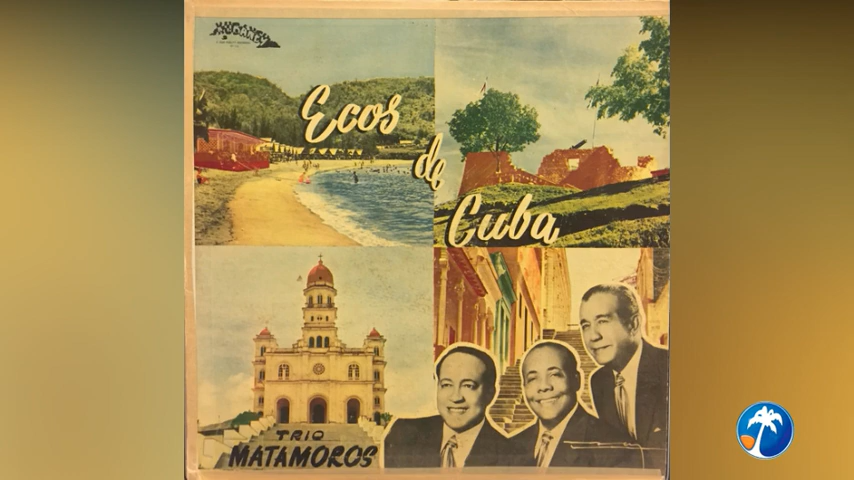 Ecos
de
Cuba
TRIO
MATAMOROS